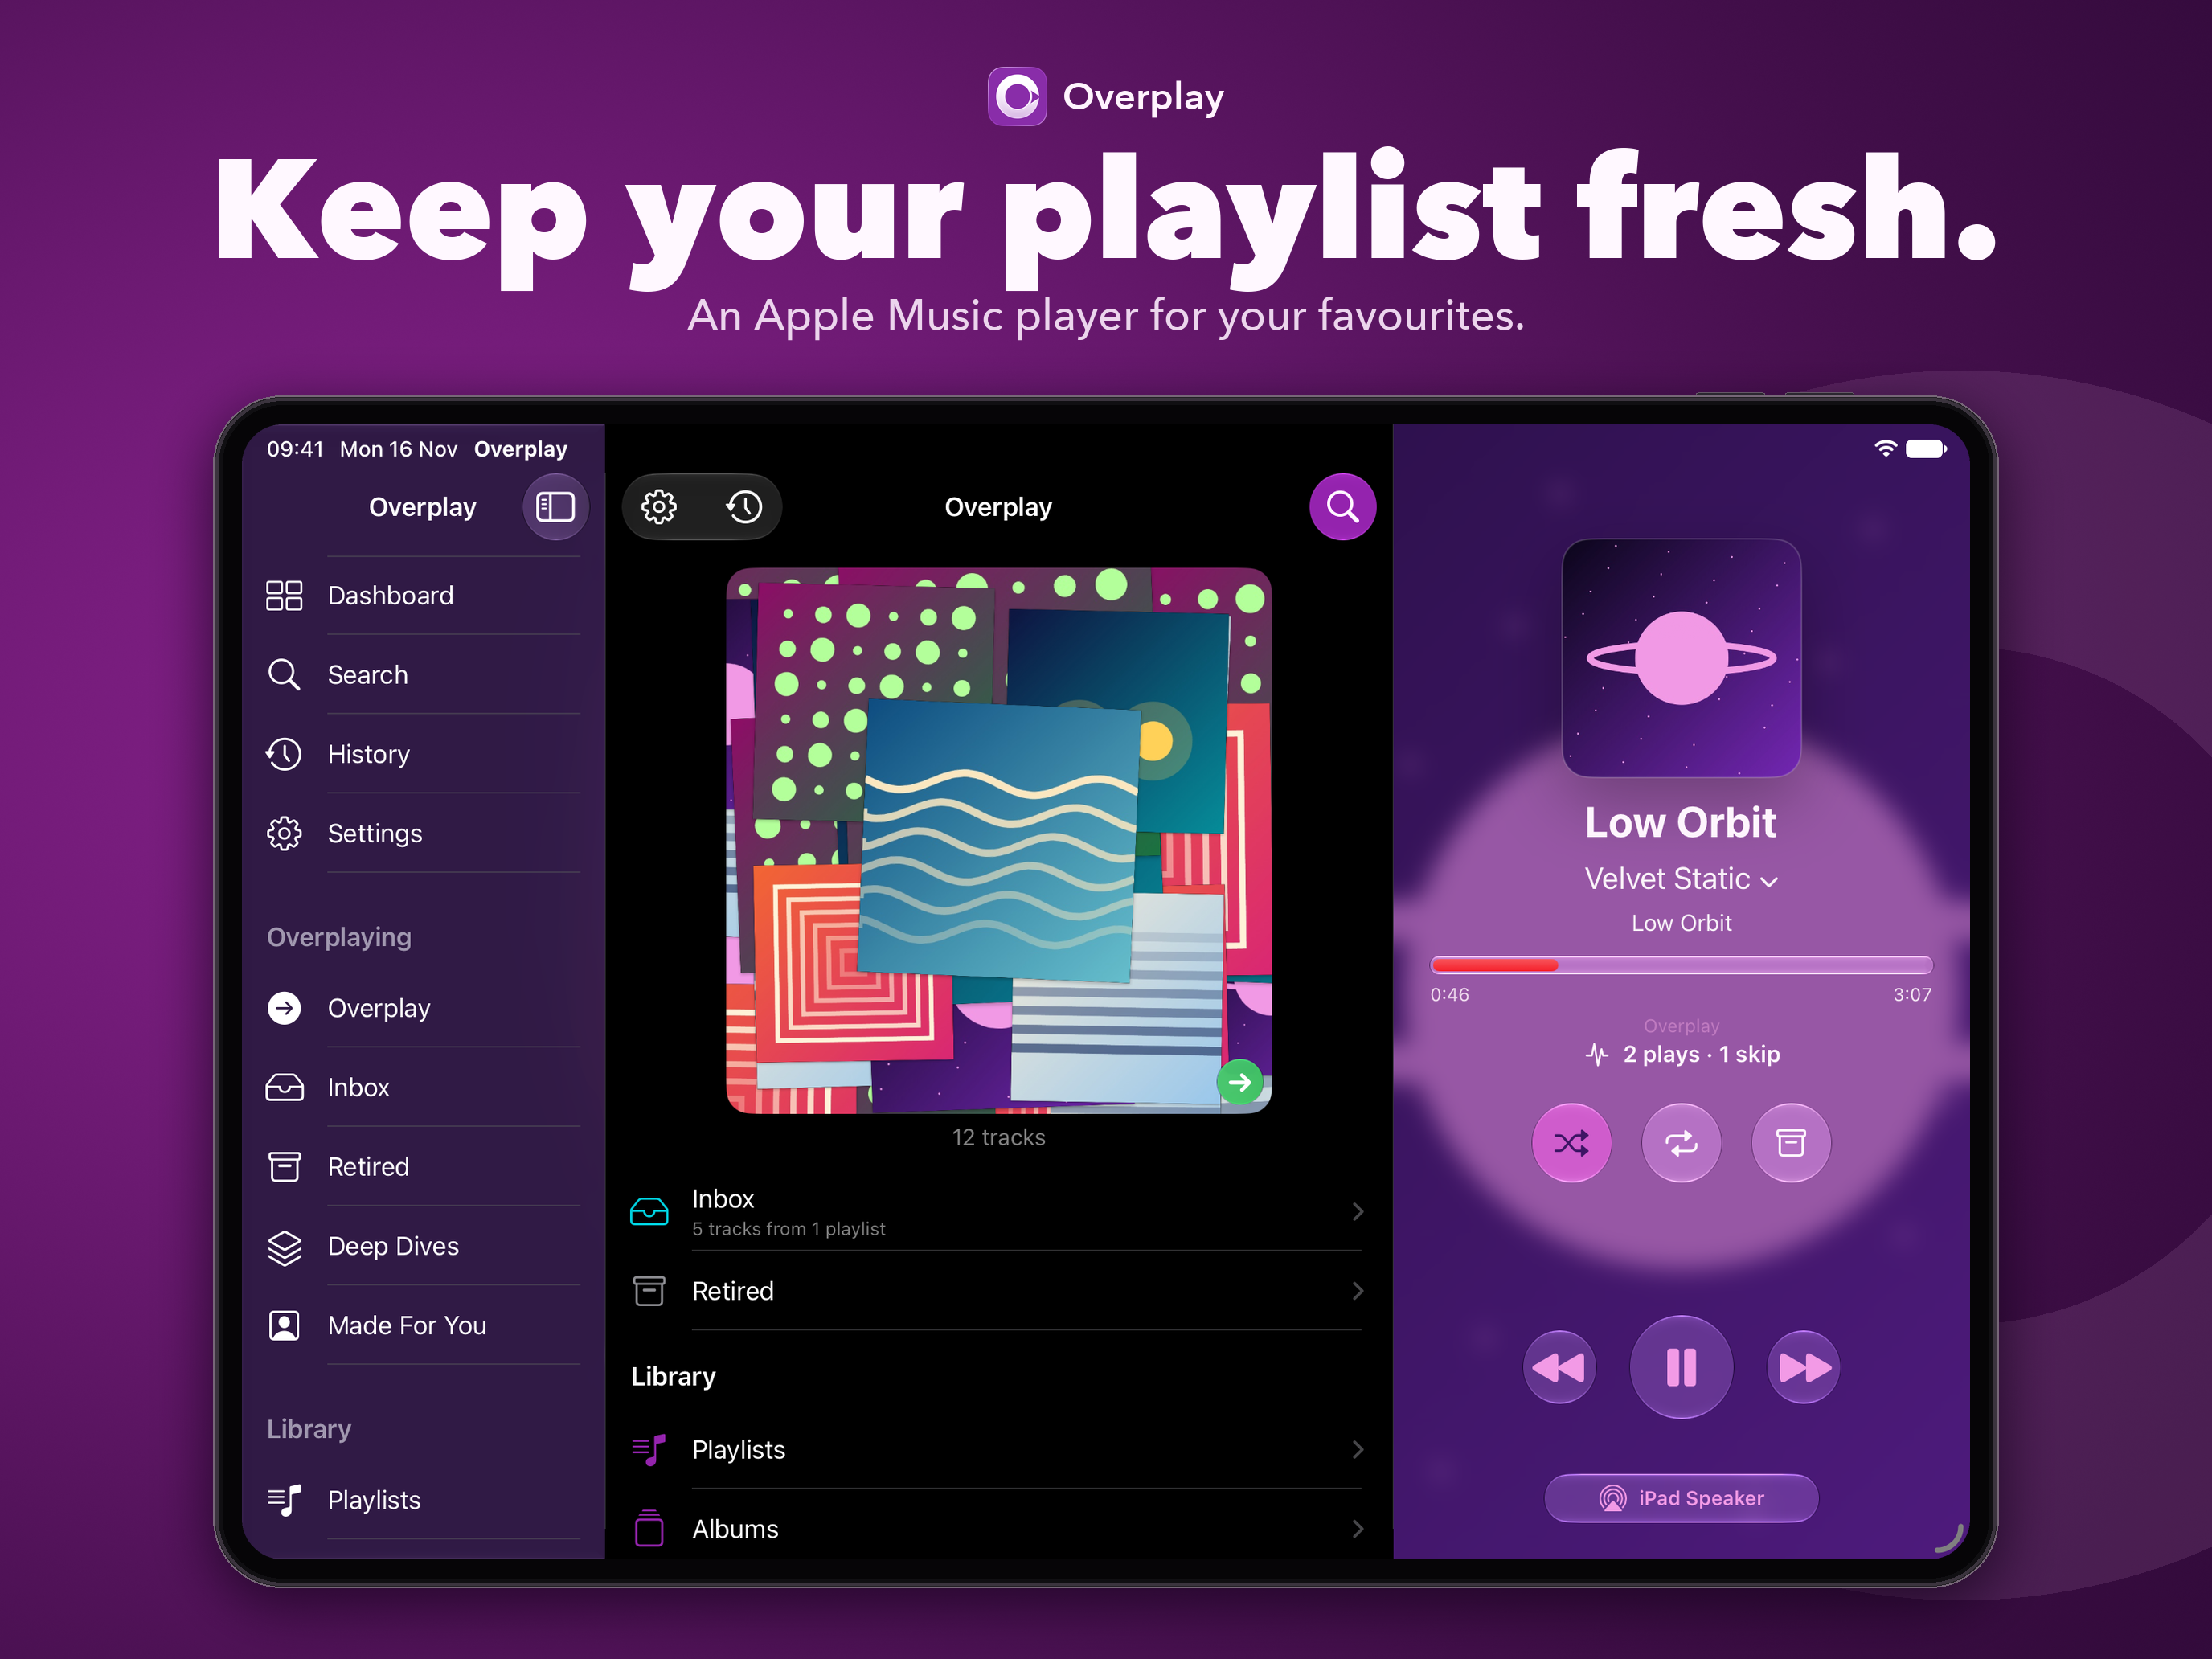 Overplay
Keep your playlist fresh.
An Apple Music player for your favourites.
09:41 Mon 16 Nov Overplay
Overplay
Dashboard
Search
History
Settings
Overplaying
Overplay
Inbox
Retired
Deep Dives
Made For You
Library
Playlists
Overplay
12 tracks
Inbox
5 tracks from 1 playlist
Retired
Library
Playlists
Albums
Low Orbit
Velvet Static
Low Orbit
0:46 3:07
Overplay
2 plays · 1 skip
iPad Speaker